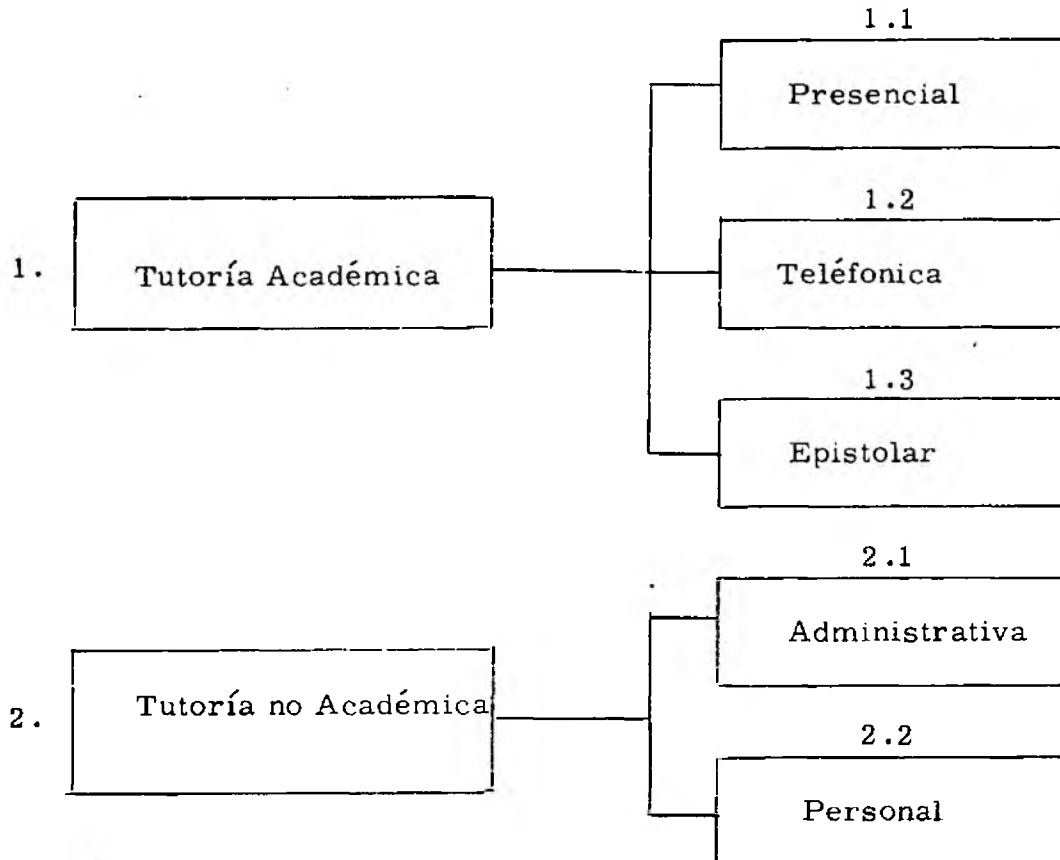 1.1
Presencial
1.2
1. Tutoría Académica
Teléfonica
1.3
Epistolar
2.1
Administrativa
2. Tutoría no Académica
2.2
Personal